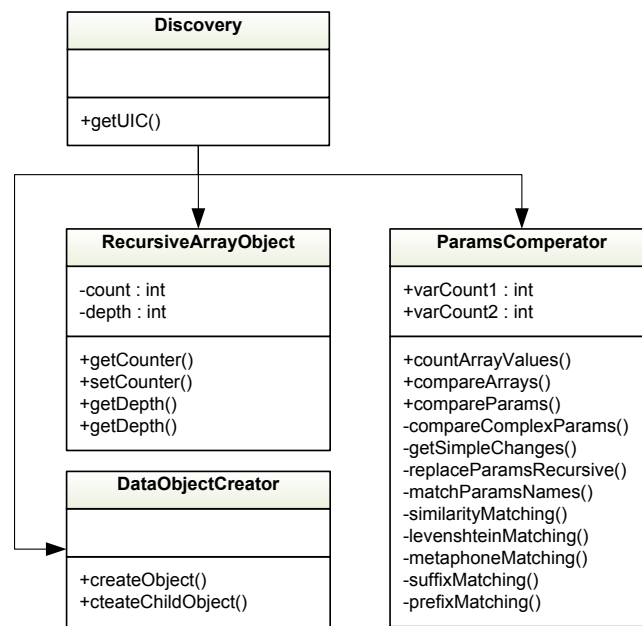 Discovery
+getUIC()
RecursiveArrayObject
-count : int
-depth : int
+getCounter()
+setCounter()
+getDepth()
+getDepth()
DataObjectCreator
+createObject()
+cteateChildObject()
ParamsComperator
+varCount1 : int
+varCount2 : int
+countArrayValues()
+compareArrays()
+compareParams()
-compareComplexParams()
-getSimpleChanges()
-replaceParamsRecursive()
-matchParamsNames()
-similarityMatching()
-levenshteinMatching()
-metaphoneMatching()
-suffixMatching()
-prefixMatching()